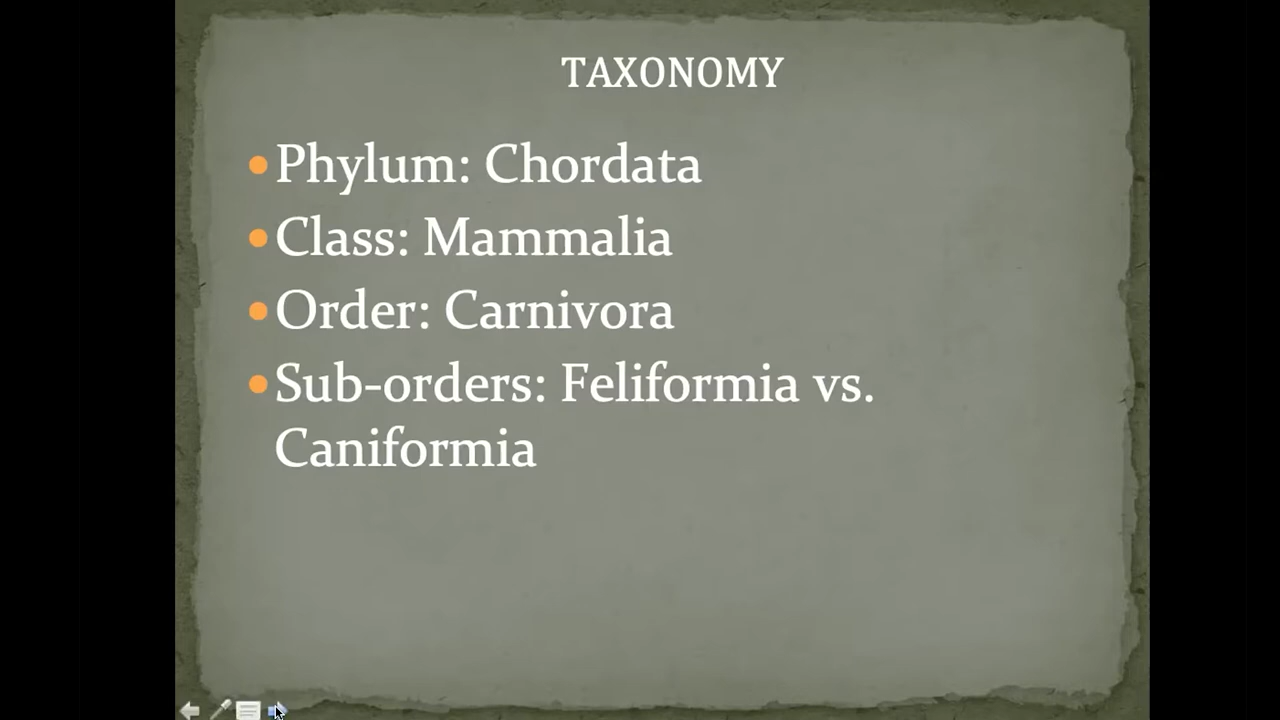 TAXONOMY
Phylum: Chordata
Class: Mammalia
Order: Carnivora
Sub-orders: Feliformia vs.
Caniformia